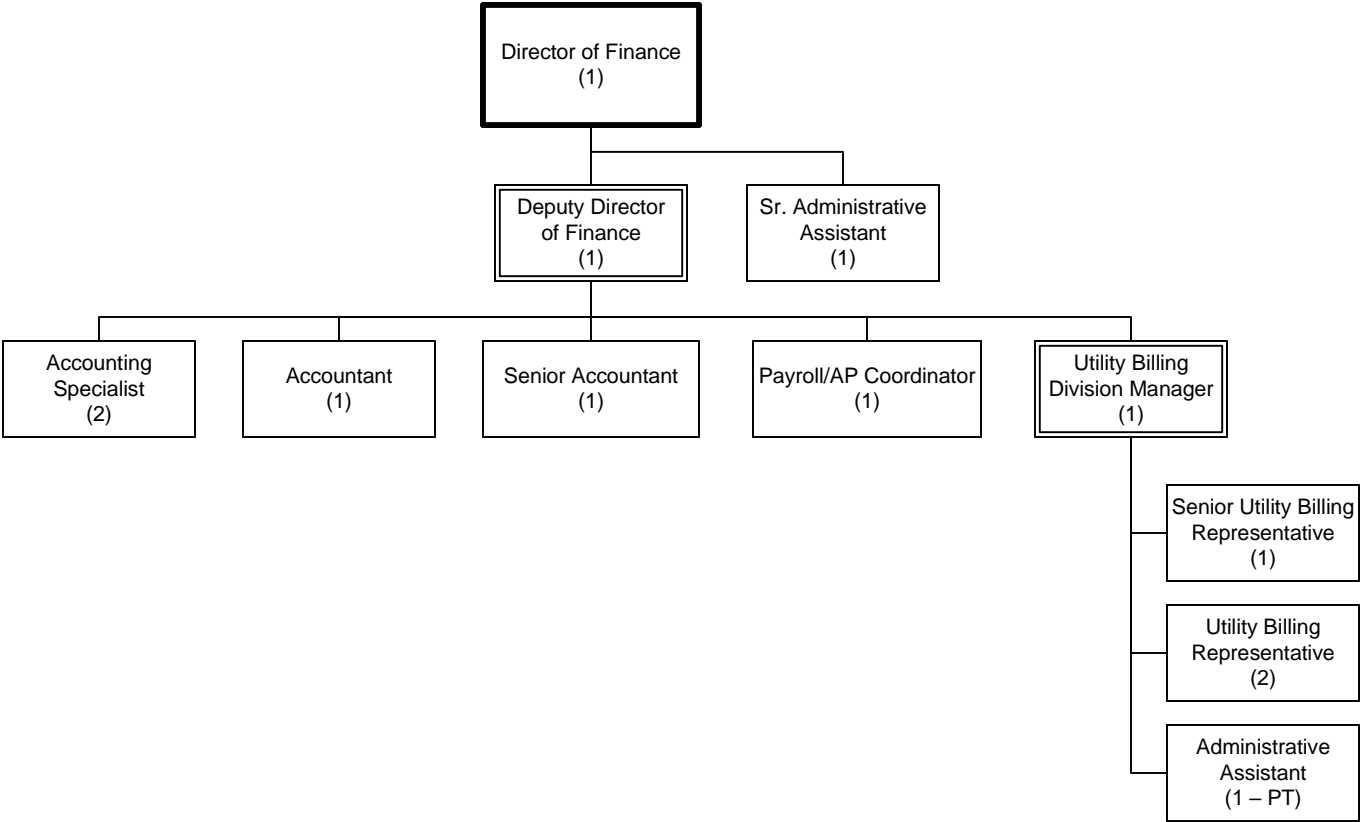 Director of Finance
(1)
Deputy Director
of Finance
(1)
Sr. Administrative
Assistant
(1)
Accounting
Specialist
(2)
Accountant
(1)
Senior Accountant
(1)
Payroll/AP Coordinator
(1)
Utility Billing
Division Manager
(1)
Senior Utility Billing
Representative
(1)
Utility Billing
Representative
(2)
Administrative
Assistant
(1 – PT)